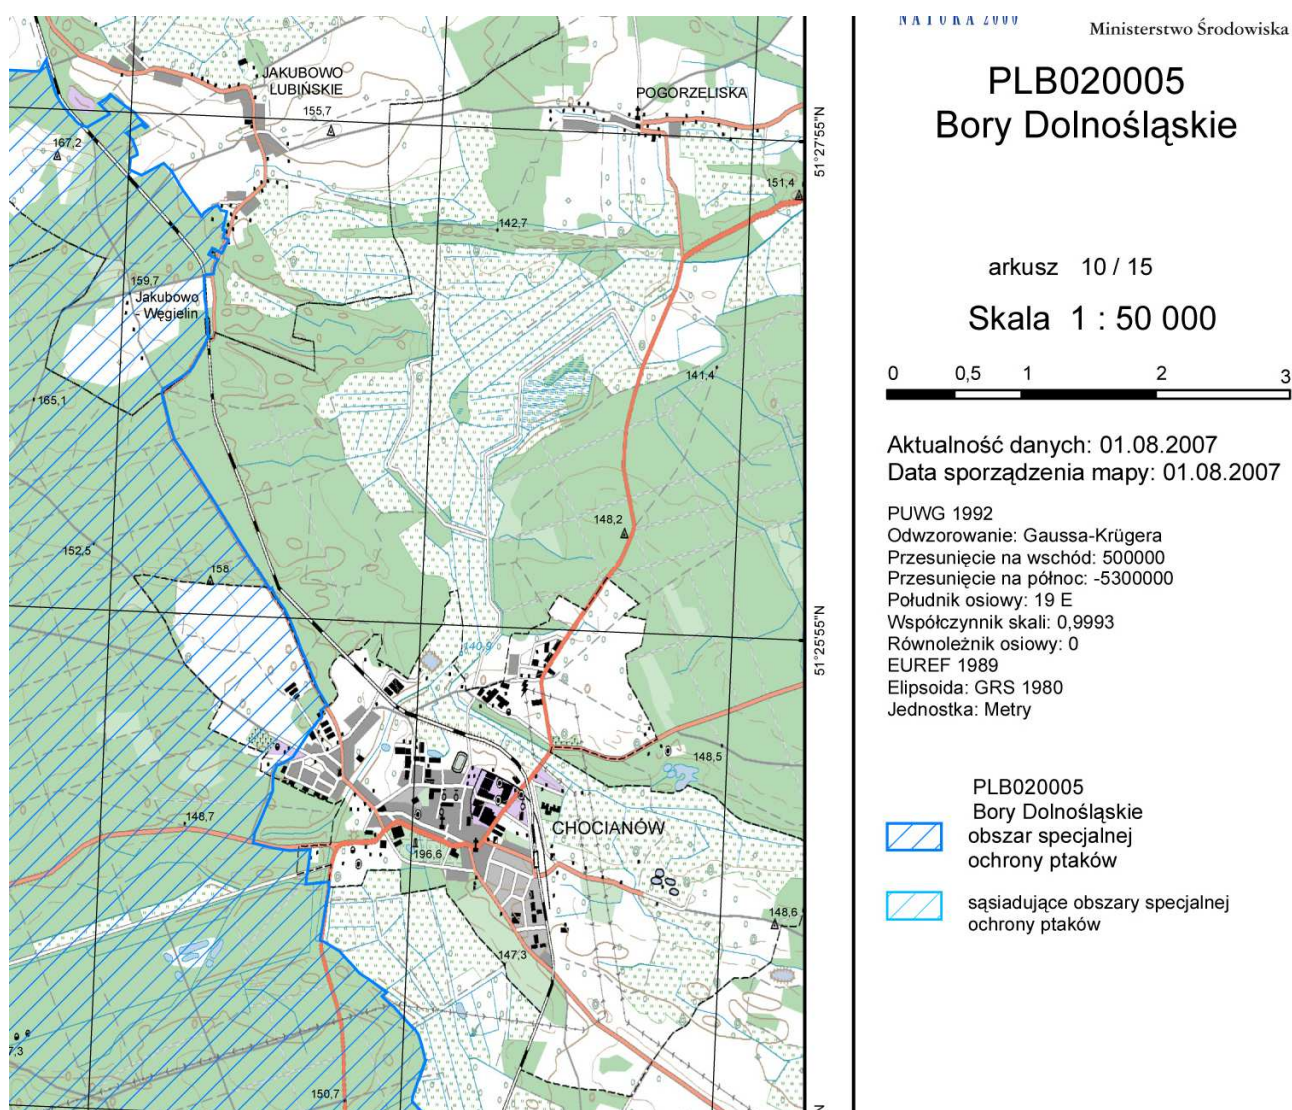 NATURA 2000
Ministerstwo Środowiska
PLB020005
Bory Dolnośląskie
arkusz 10 / 15
Skala 1 : 50 000
0 0,5 1 2 3
Aktualność danych: 01.08.2007
Data sporządzenia mapy: 01.08.2007
PUWG 1992
Odwzorowanie: Gaussa-Krügera
Przesunięcie na wschód: 500000
Przesunięcie na północ: -5300000
Południk osiowy: 19 E
Współczynnik skali: 0,9993
Równoleżnik osiowy: 0
EUREF 1989
Elipsoida: GRS 1980
Jednostka: Metry
PLB020005
Bory Dolnośląskie
obszar specjalnej
ochrony ptaków
sąsiadujące obszary specjalnej
ochrony ptaków
JAKUBOWO
LUBIŃSKIE
155,7
POGORZELISKA
167,2
51°27'55"N
151,4
142,7
159,7
Jakubowo
- Węgielin
141,4
165,1
148,2
152,5
158
51°25'55"N
140,9
148,5
148,7
CHOCIANÓW
196,6
148,6
147,3
7,3
150,7
N